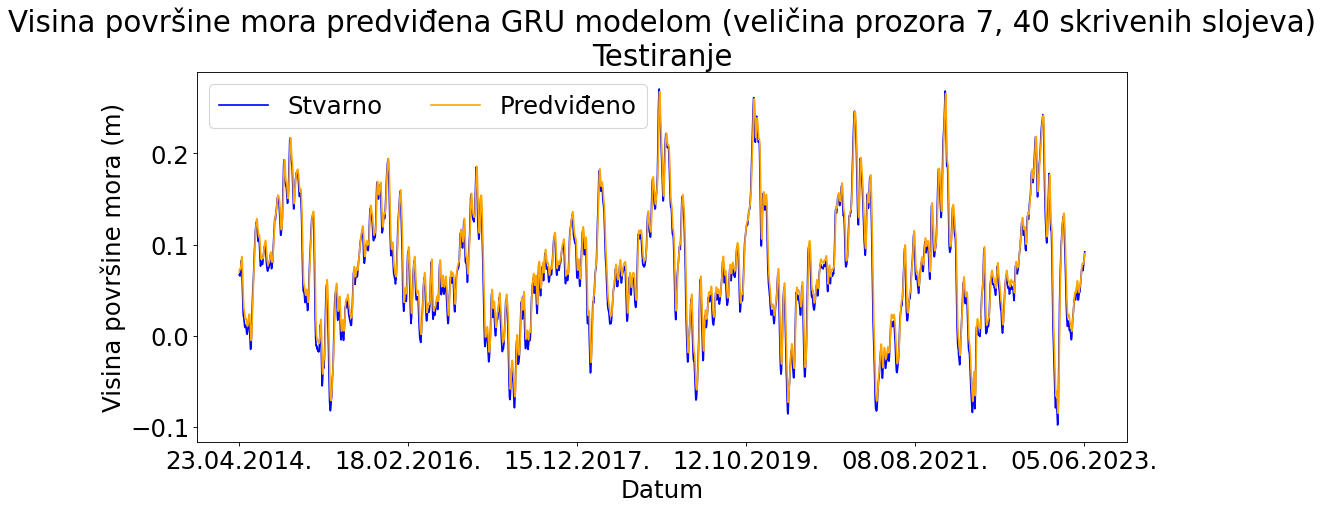 Visina površine mora predviđena GRU modelom (veličina prozora 7, 40 skrivenih slojeva)
Testiranje
Stvarno
Predviđeno
Visina površine mora (m)
0.2
0.1
0.0
−0.1
23.04.2014.
18.02.2016.
15.12.2017.
12.10.2019.
08.08.2021.
05.06.2023.
Datum